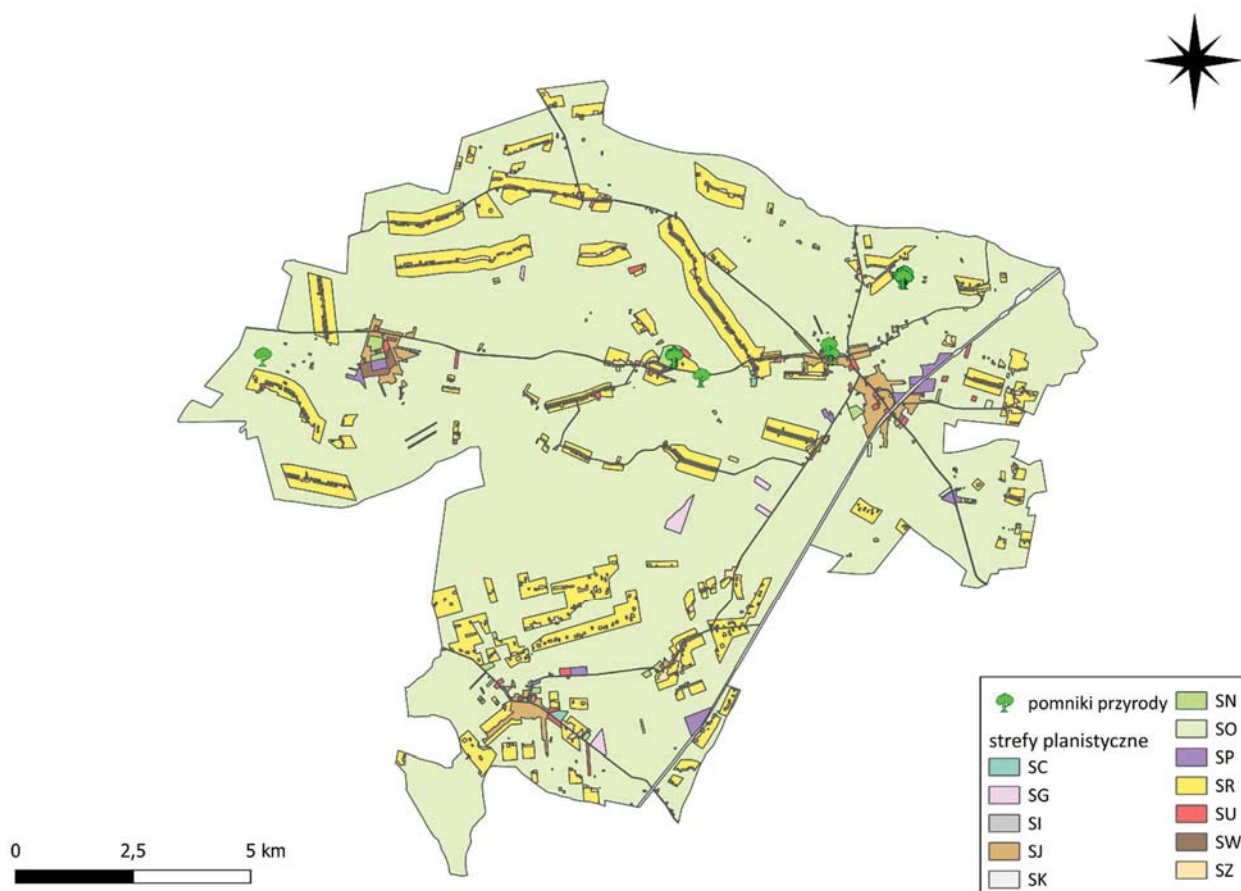 pomniki przyrody
strefy planistyczne
SC
SG
SI
SJ
SK
SN
SO
SP
SR
SU
SW
SZ
0 2,5 5 km